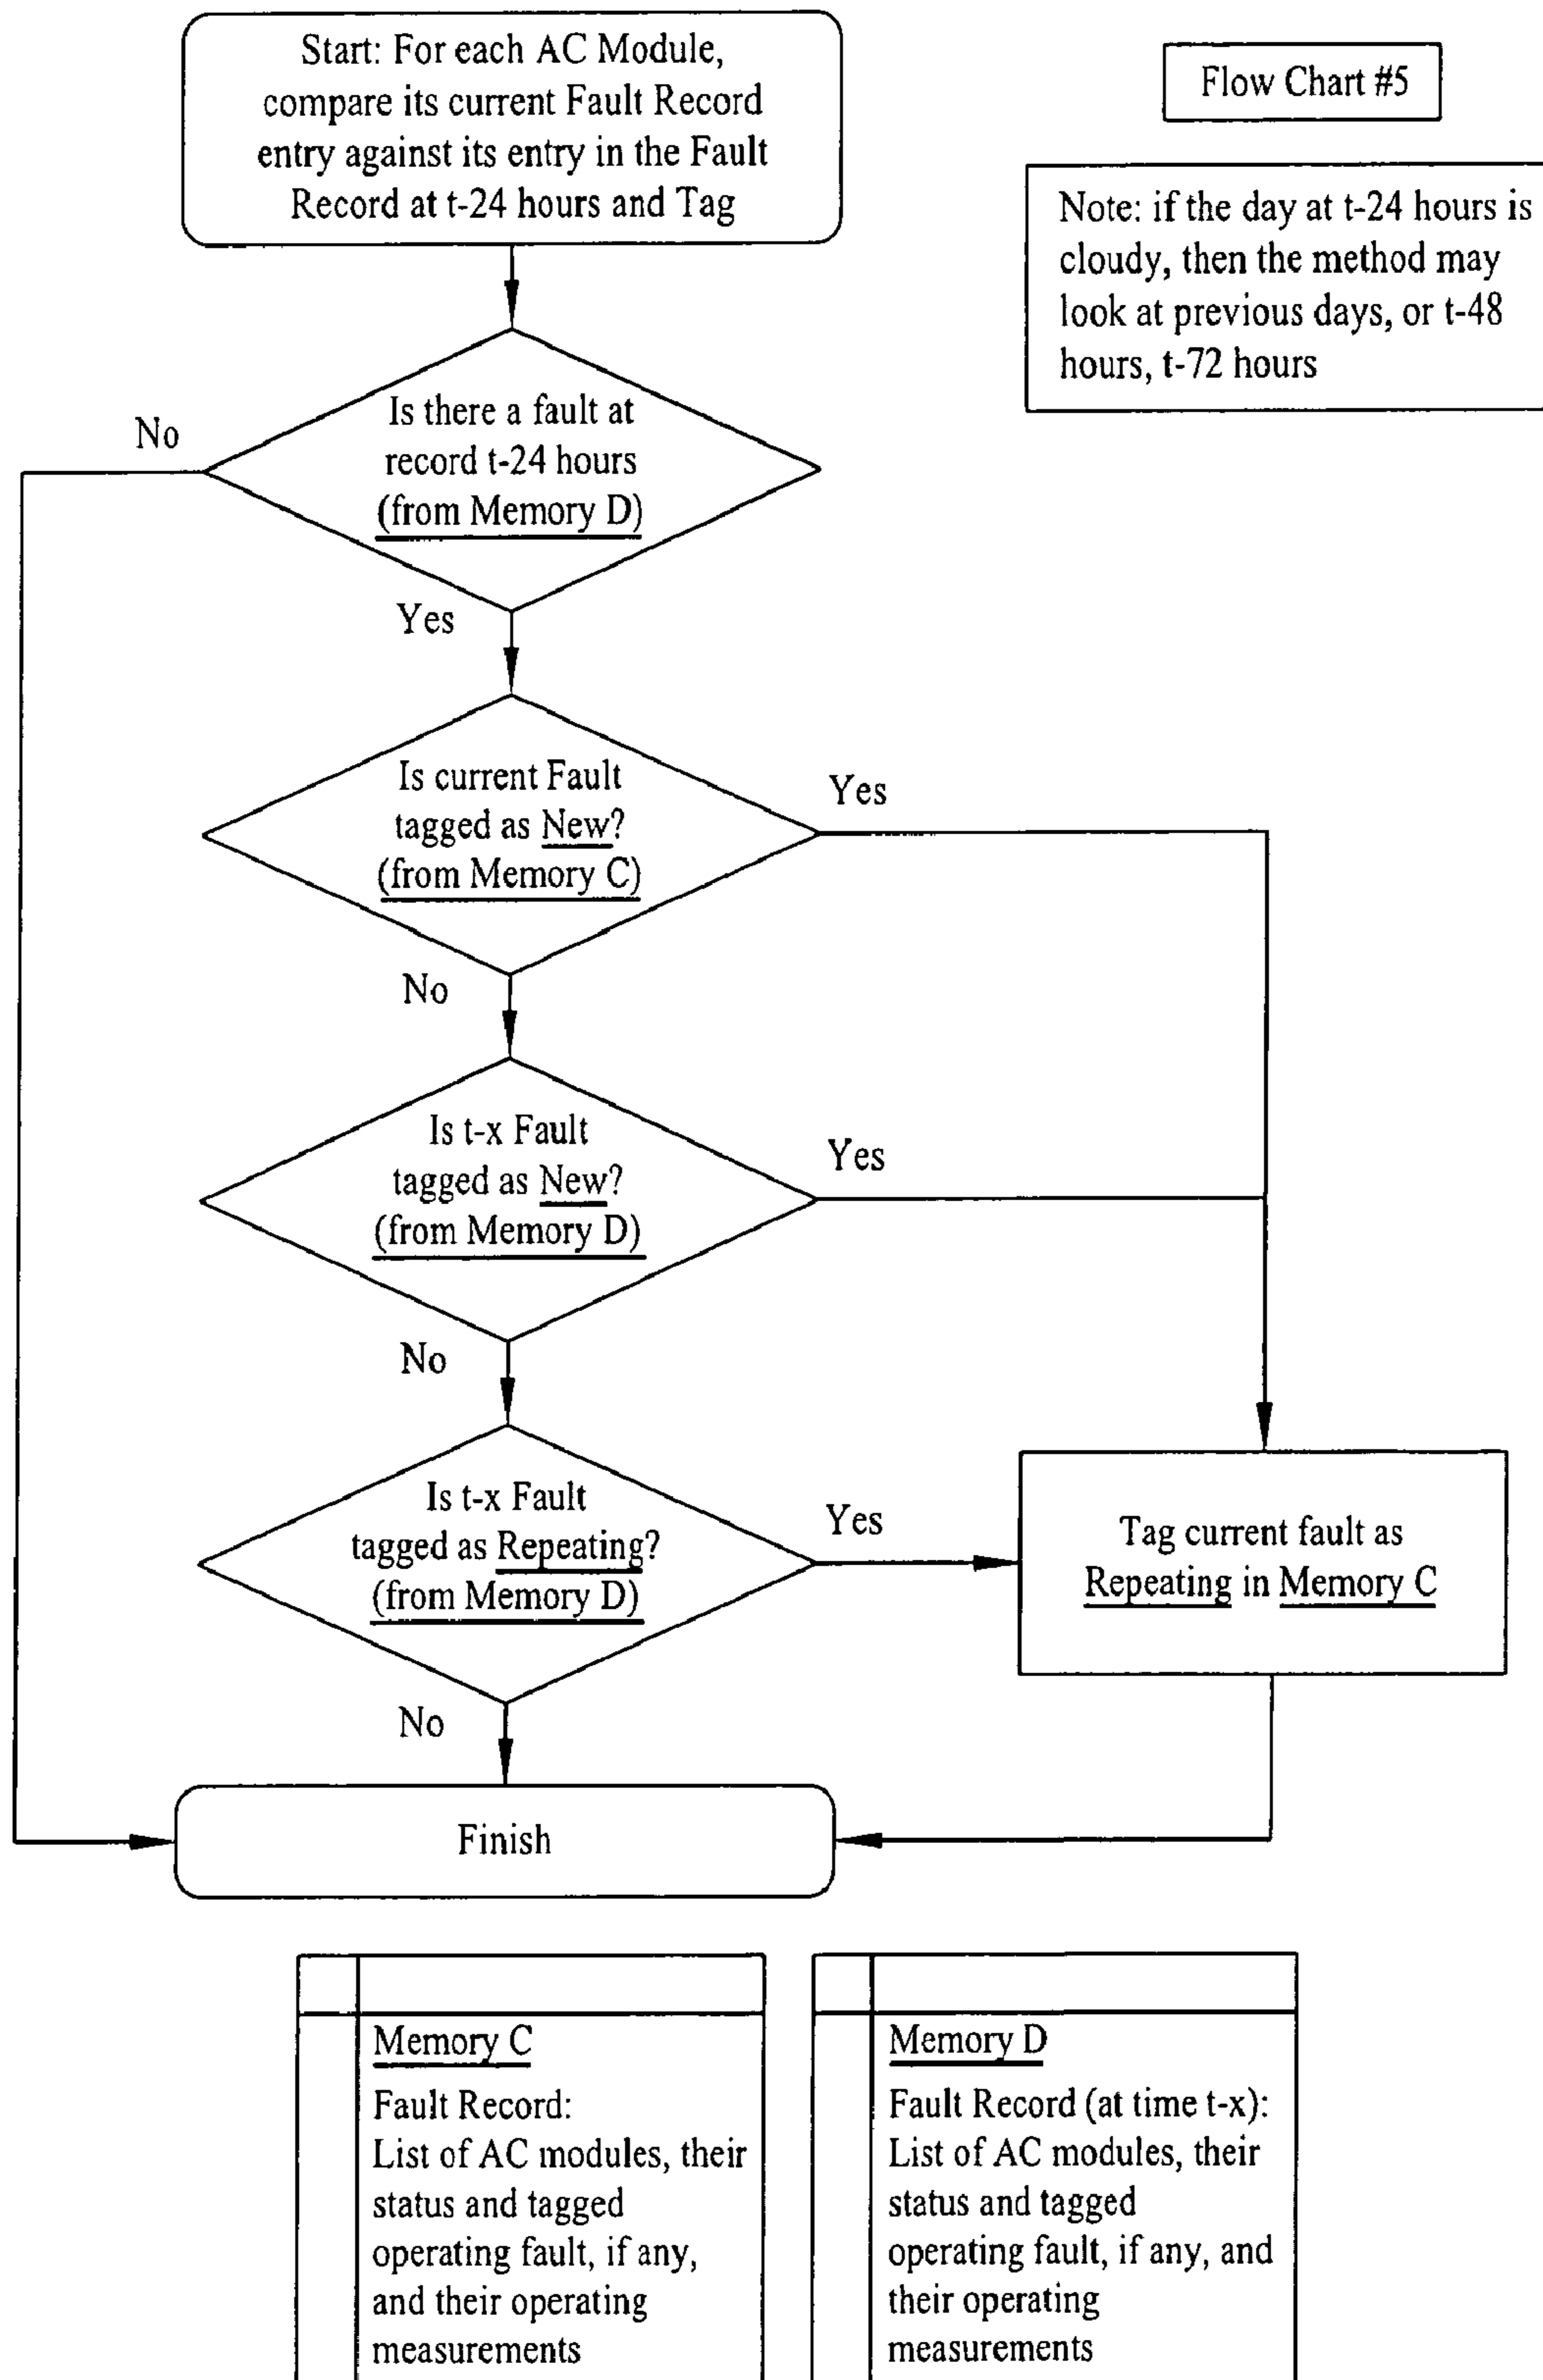 Start: For each AC Module,
compare its current Fault Record
entry against its entry in the Fault
Record at t-24 hours and Tag
Flow Chart #5
Note: if the day at t-24 hours is
cloudy, then the method may
look at previous days, or t-48
hours, t-72 hours
Is there a fault at
record t-24 hours
(from Memory D)
No
Yes
Is current Fault
tagged as New?
(from Memory C)
Yes
No
Is t-x Fault
tagged as New?
(from Memory D)
Yes
No
Is t-x Fault
tagged as Repeating?
(from Memory D)
Yes
No
Tag current fault as
Repeating in Memory C
Finish
Memory C
Fault Record:
List of AC modules, their
status and tagged
operating fault, if any,
and their operating
measurements
Memory D
Fault Record (at time t-x):
List of AC modules, their
status and tagged
operating fault, if any, and
their operating
measurements